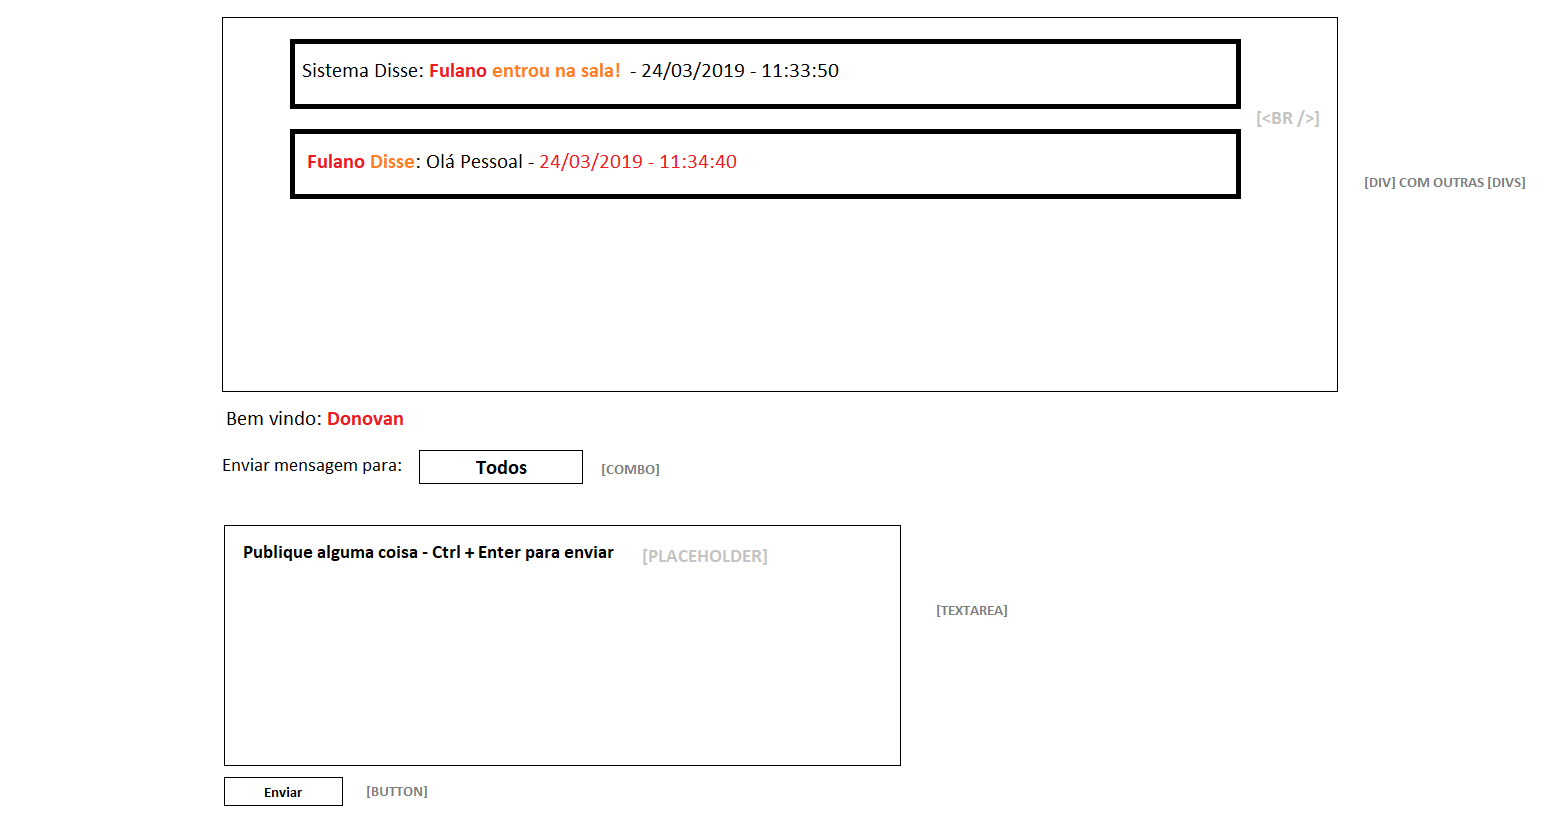 Sistema Disse: Fulano entrou na sala! - 24/03/2019 - 11:33:50
[<BR />]
Fulano Disse: Olá Pessoal - 24/03/2019 - 11:34:40
[DIV] COM OUTRAS [DIVS]
Bem vindo: Donovan
Enviar mensagem para: Todos [COMBO]
Publique alguma coisa - Ctrl + Enter para enviar [PLACEHOLDER]
[TEXTAREA]
Enviar [BUTTON]